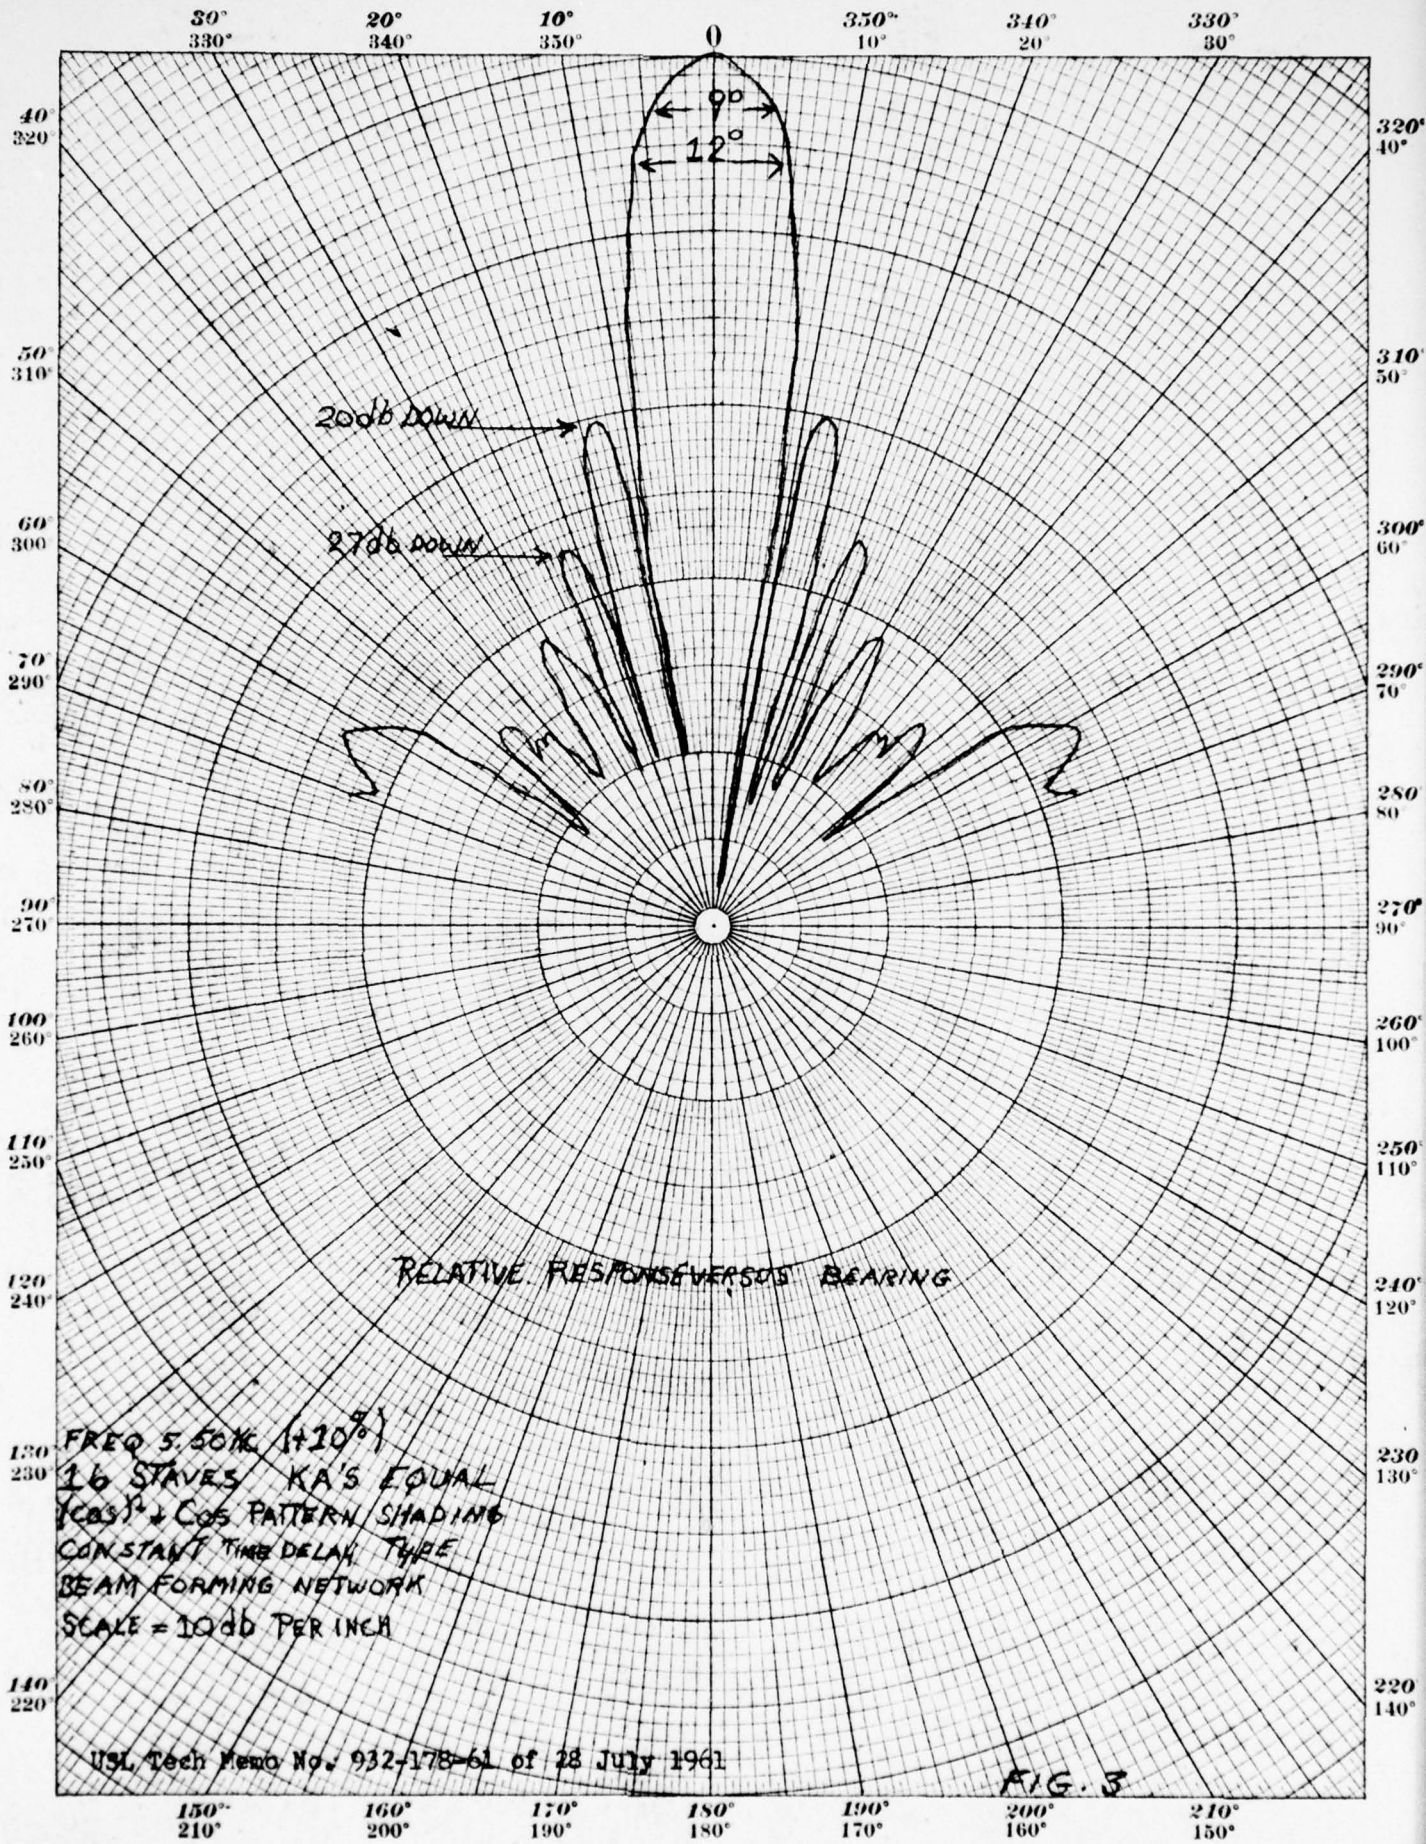 30° 20° 10° 0 350° 340° 330°
330° 340° 350° 10° 20° 30°
9°
12°
40° 320°
320° 40°
50° 310°
310° 50°
20db DOWN
60° 300°
300 60°
27db DOWN
70° 290°
290° 70°
80° 280
280° 80°
90° 270°
270° 90°
100 260°
260° 100°
110° 250°
250° 110°
RELATIVE RESPONSE VERSUS BEARING
120° 240°
240° 120°
FREQ 5.50KC (+10%)
130° 230
230° 130°
16 STAVES KA'S EQUAL
(COS)² + COS PATTERN SHADING
CONSTANT TIME DELAY TYPE
BEAM FORMING NETWORK
SCALE = 10db PER INCH
140° 220°
220° 140°
USL Tech Memo No. 932-178-61 of 28 July 1961
FIG. 3
150° 160° 170° 180° 190° 200° 210°
210° 200° 190° 180° 170° 160° 150°